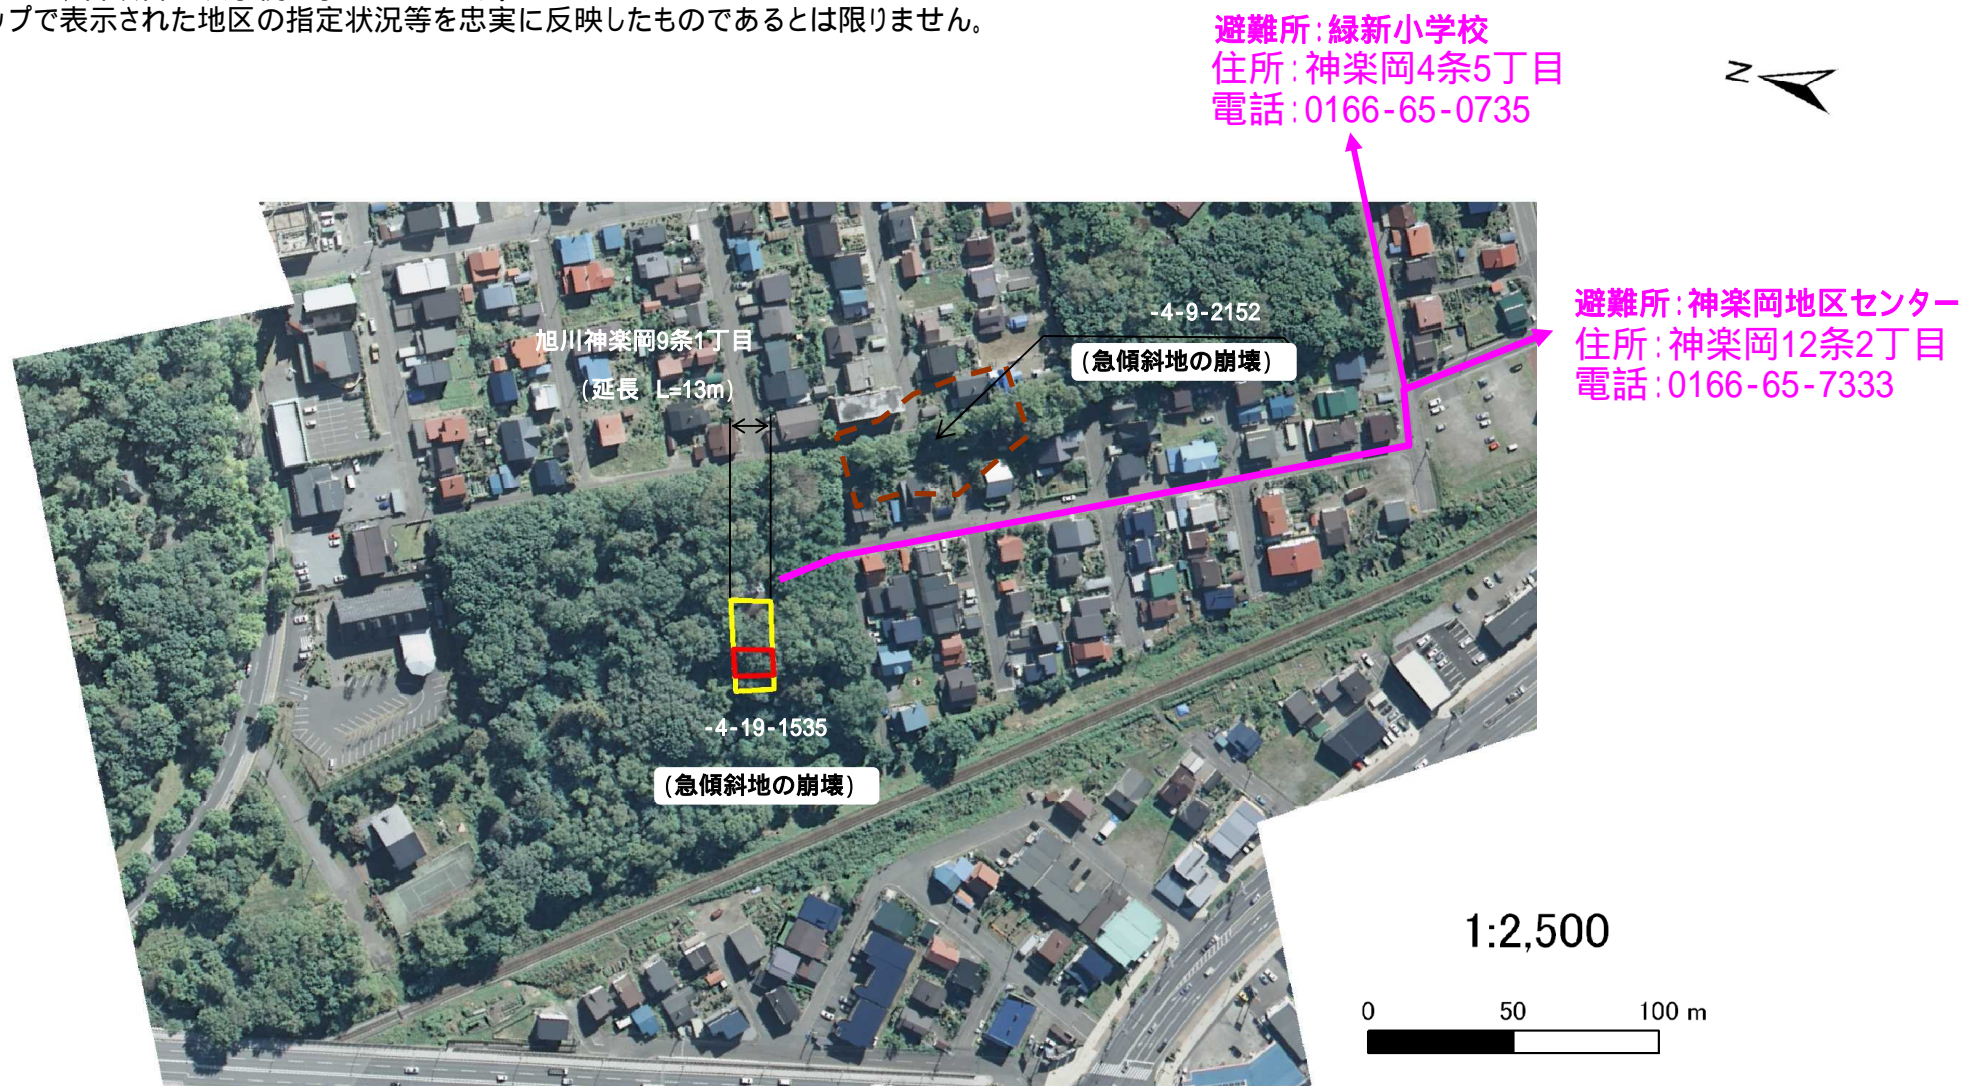 ップで表示された地区の指定状況等を忠実に反映したものであるとは限りません。
避難所:緑新小学校
住所:神楽岡4条5丁目
電話:0166-65-0735
N
避難所:神楽岡地区センター
住所:神楽岡12条2丁目
電話:0166-65-7333
-4-9-2152
(急傾斜地の崩壊)
旭川神楽岡9条1丁目
(延長 L=13m)
-4-19-1535
(急傾斜地の崩壊)
1:2,500
0 50 100 m